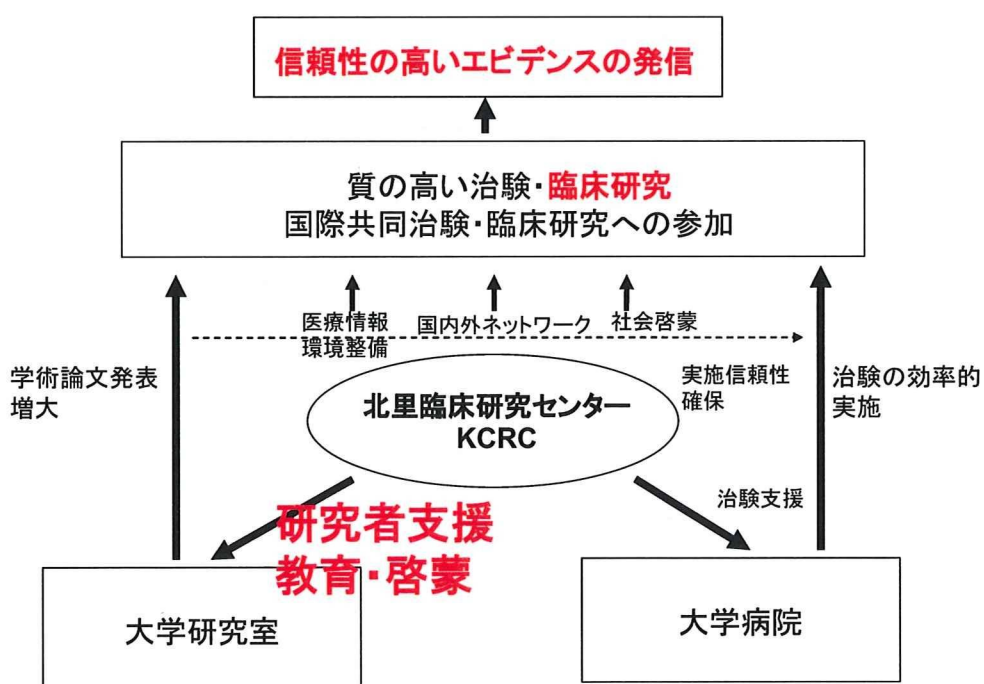 信頼性の高いエビデンスの発信
質の高い治験・臨床研究
国際共同治験・臨床研究への参加
医療情報
環境整備
国内外ネットワーク
社会啓蒙
学術論文発表
増大
北里臨床研究センター
KCRC
実施信頼性
確保
治験の効率的
実施
研究者支援
教育・啓蒙
治験支援
大学研究室
大学病院